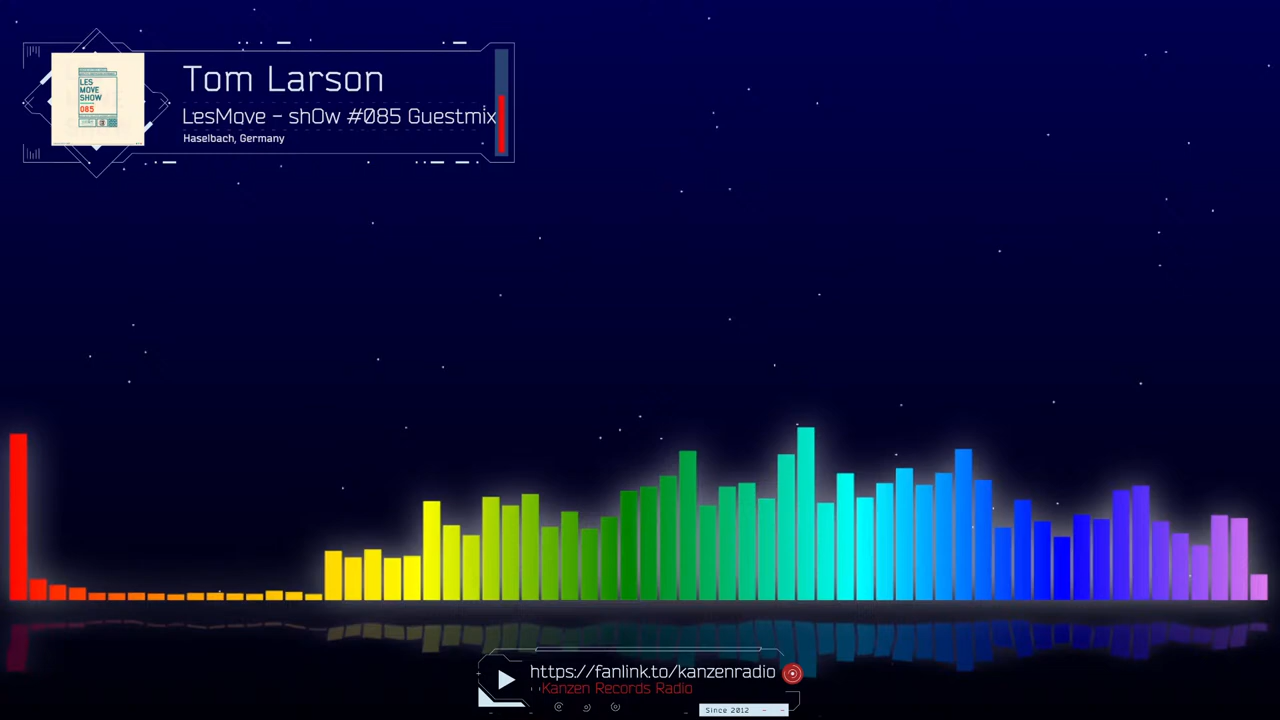 Tom Larson
LesMove - shOw #085 Guestmix
Haselbach, Germany
LES
MOVE
SHOW
085
https://fanlink.to/kanzenradio
Kanzen Records Radio
Since 2012